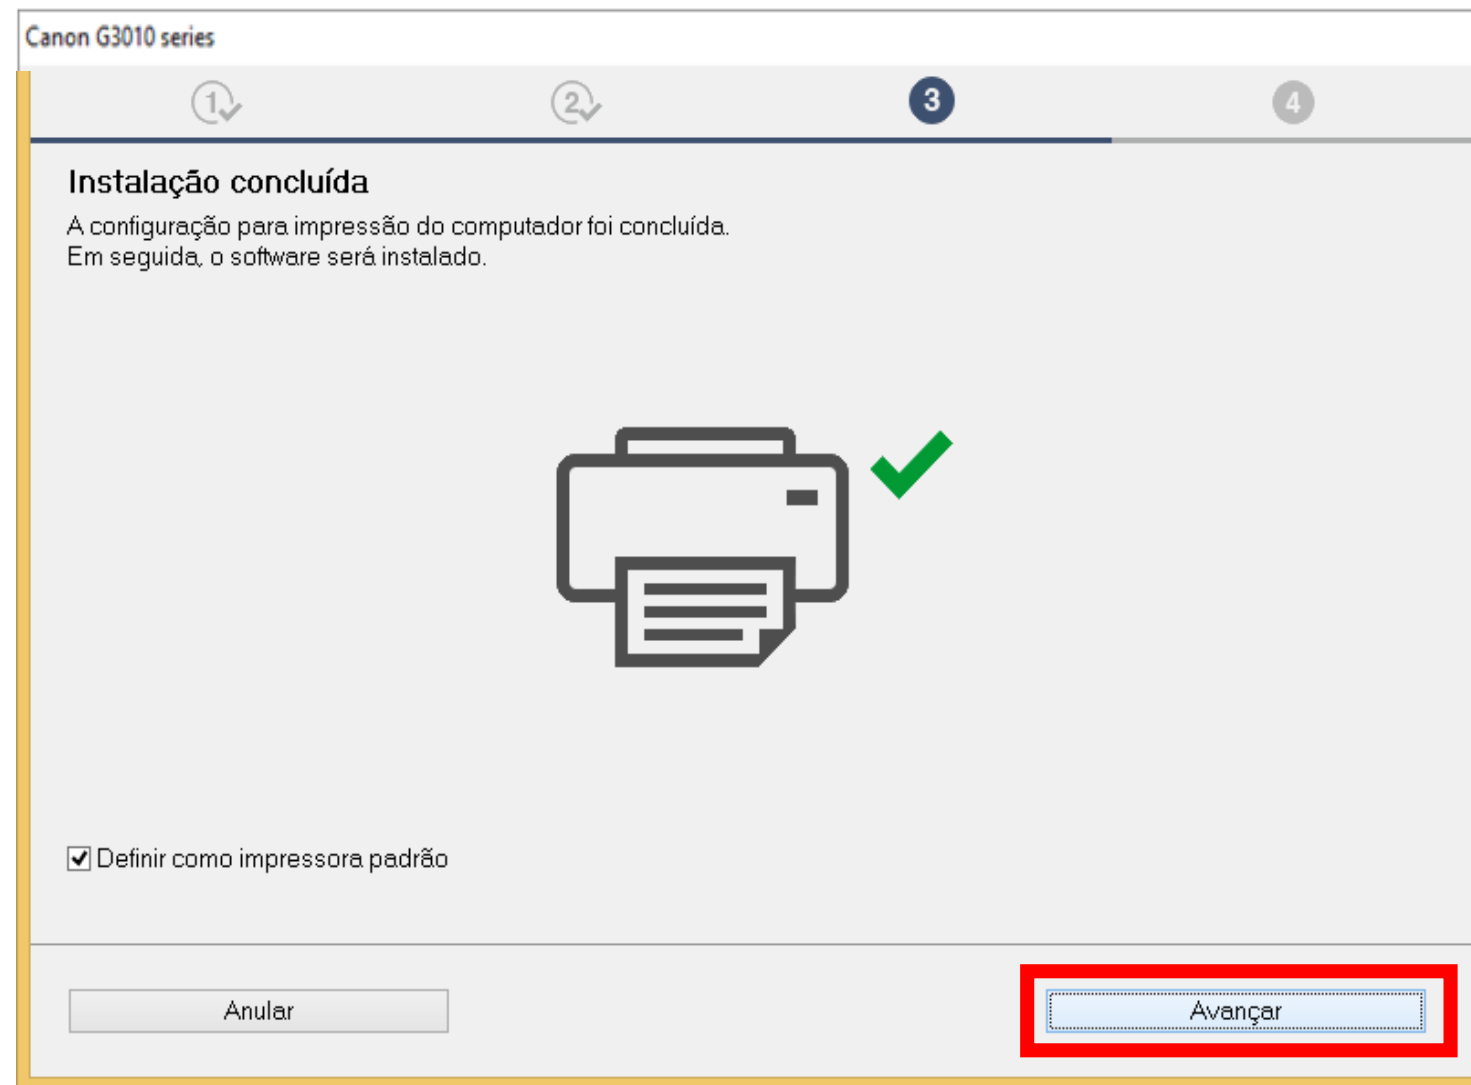 Canon G3010 series
1 2 3 4
Instalação concluída
A configuração para impressão do computador foi concluída.
Em seguida, o software será instalado.
Definir como impressora padrão
Anular Avançar